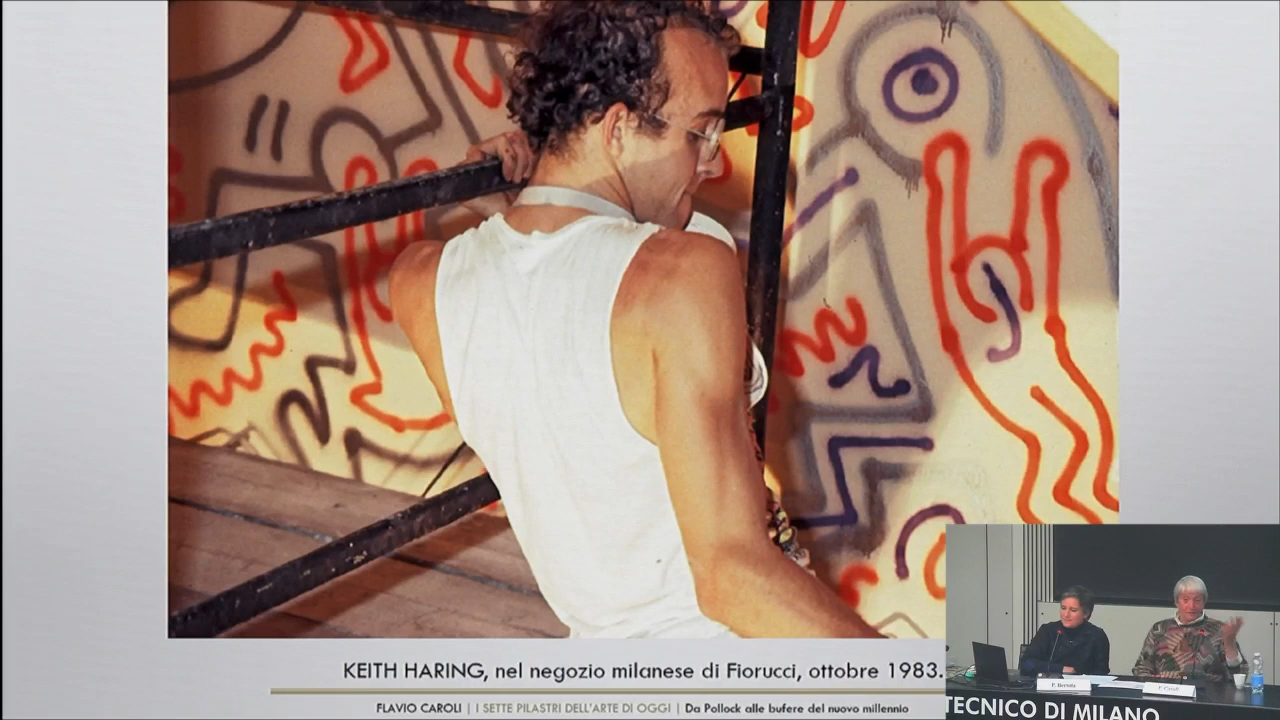 KEITH HARING, nel negozio milanese di Fiorucci, ottobre 1983.
FLAVIO CAROLI | I SETTE PILASTRI DELL'ARTE DI OGGI | Da Pollock alle bufere del nuovo millennio
TECNICO DI MILANO